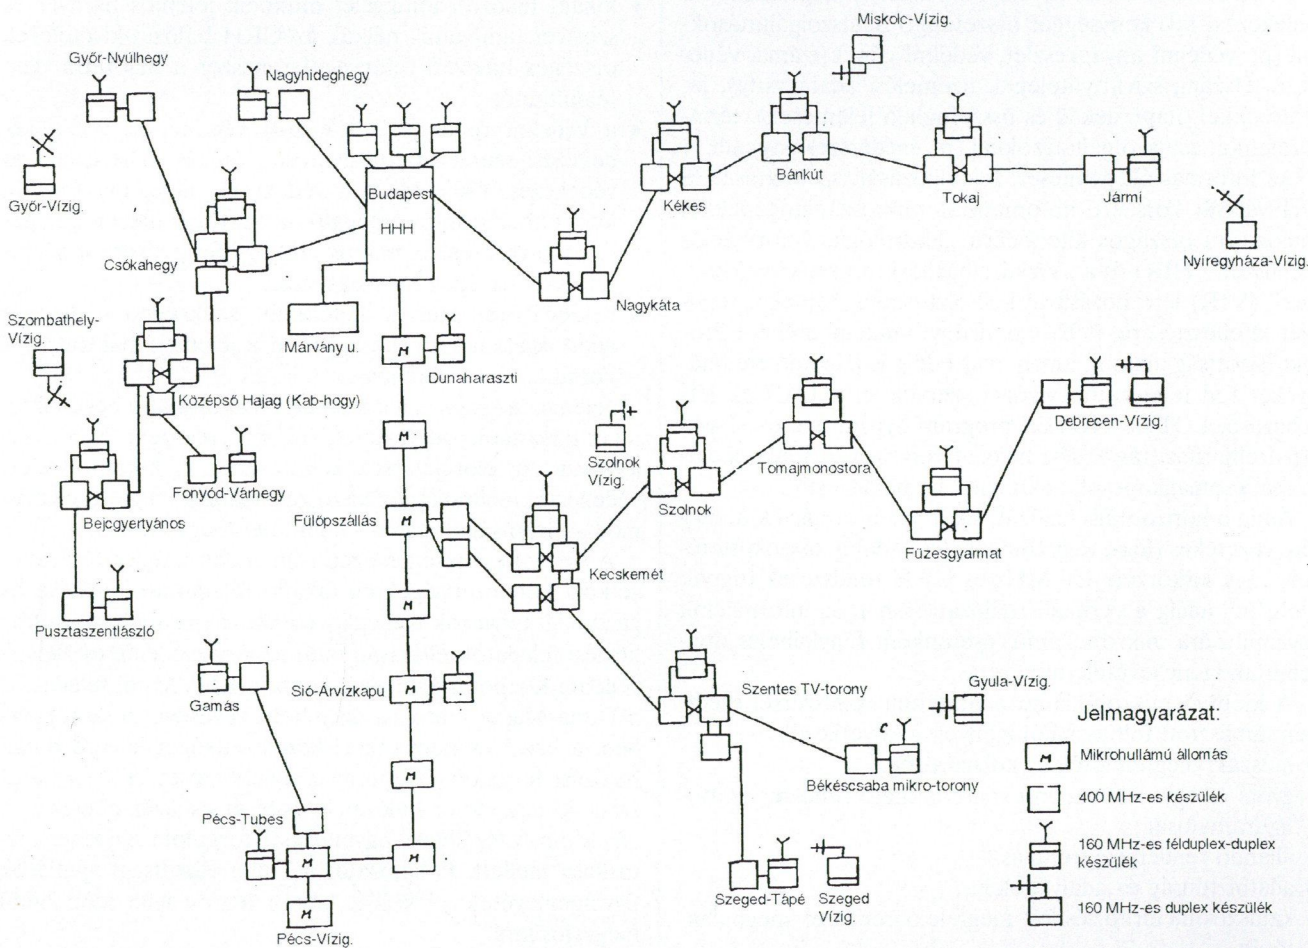 Miskolc-Vízig.
Győr-Nyúlhegy
Nagyhideghegy
Budapest
HHH
Bánkút
Tokaj
Jármi
Kékes
Győr-Vízig.
Csókahegy
Nyíregyháza-Vízig.
Nagykáta
Szombathely-
Vízig.
Márvány u.
M
Dunaharaszti
Középső Hajag (Kab-hogy)
M
Debrecen-Vízig.
Szolnok
Vízig.
Tomajmonostora
Fonyód-Várhegy
Szolnok
Bejcgyertyános
Fülöpszállás
M
Füzesgyarmat
Kecskemét
M
Pusztaszentlászló
Gamás
Sió-Árvízkapu
M
Szentes TV-torony
Gyula-Vízig.
Jelmagyarázat:
M
Mikrohullámú állomás
M
Békéscsaba mikro-torony
400 MHz-es készülék
Pécs-Tubes
160 MHz-es félduplex-duplex
készülék
M
M
Szeged-Tápé
Szeged
Vízig.
160 MHz-es duplex készülék
M
Pécs-Vízig.